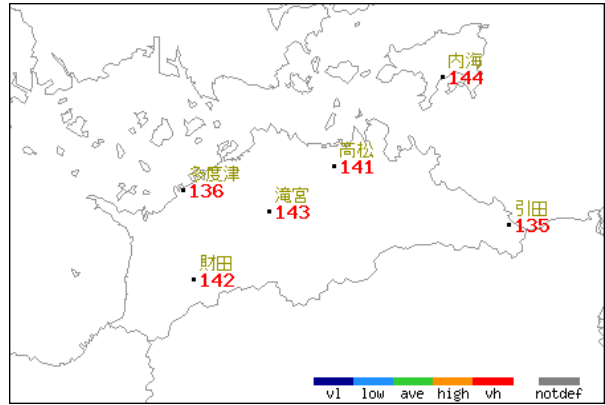 内海
144
高松
141
多度津
136
滝宮
143
引田
135
財田
142
vl low ave high vh notdef